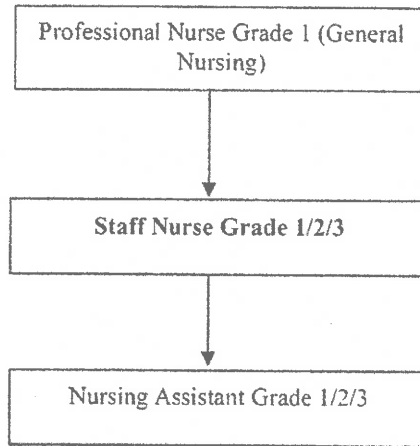 Professional Nurse Grade 1 (General
Nursing)
Staff Nurse Grade 1/2/3
Nursing Assistant Grade 1/2/3